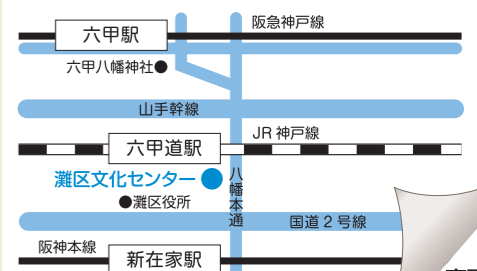 阪急神戸線
六甲駅
六甲八幡神社●
山手幹線
JR 神戸線
六甲道駅
灘区文化センター●
八幡本通
●灘区役所
国道2号線
阪神本線
新在家駅